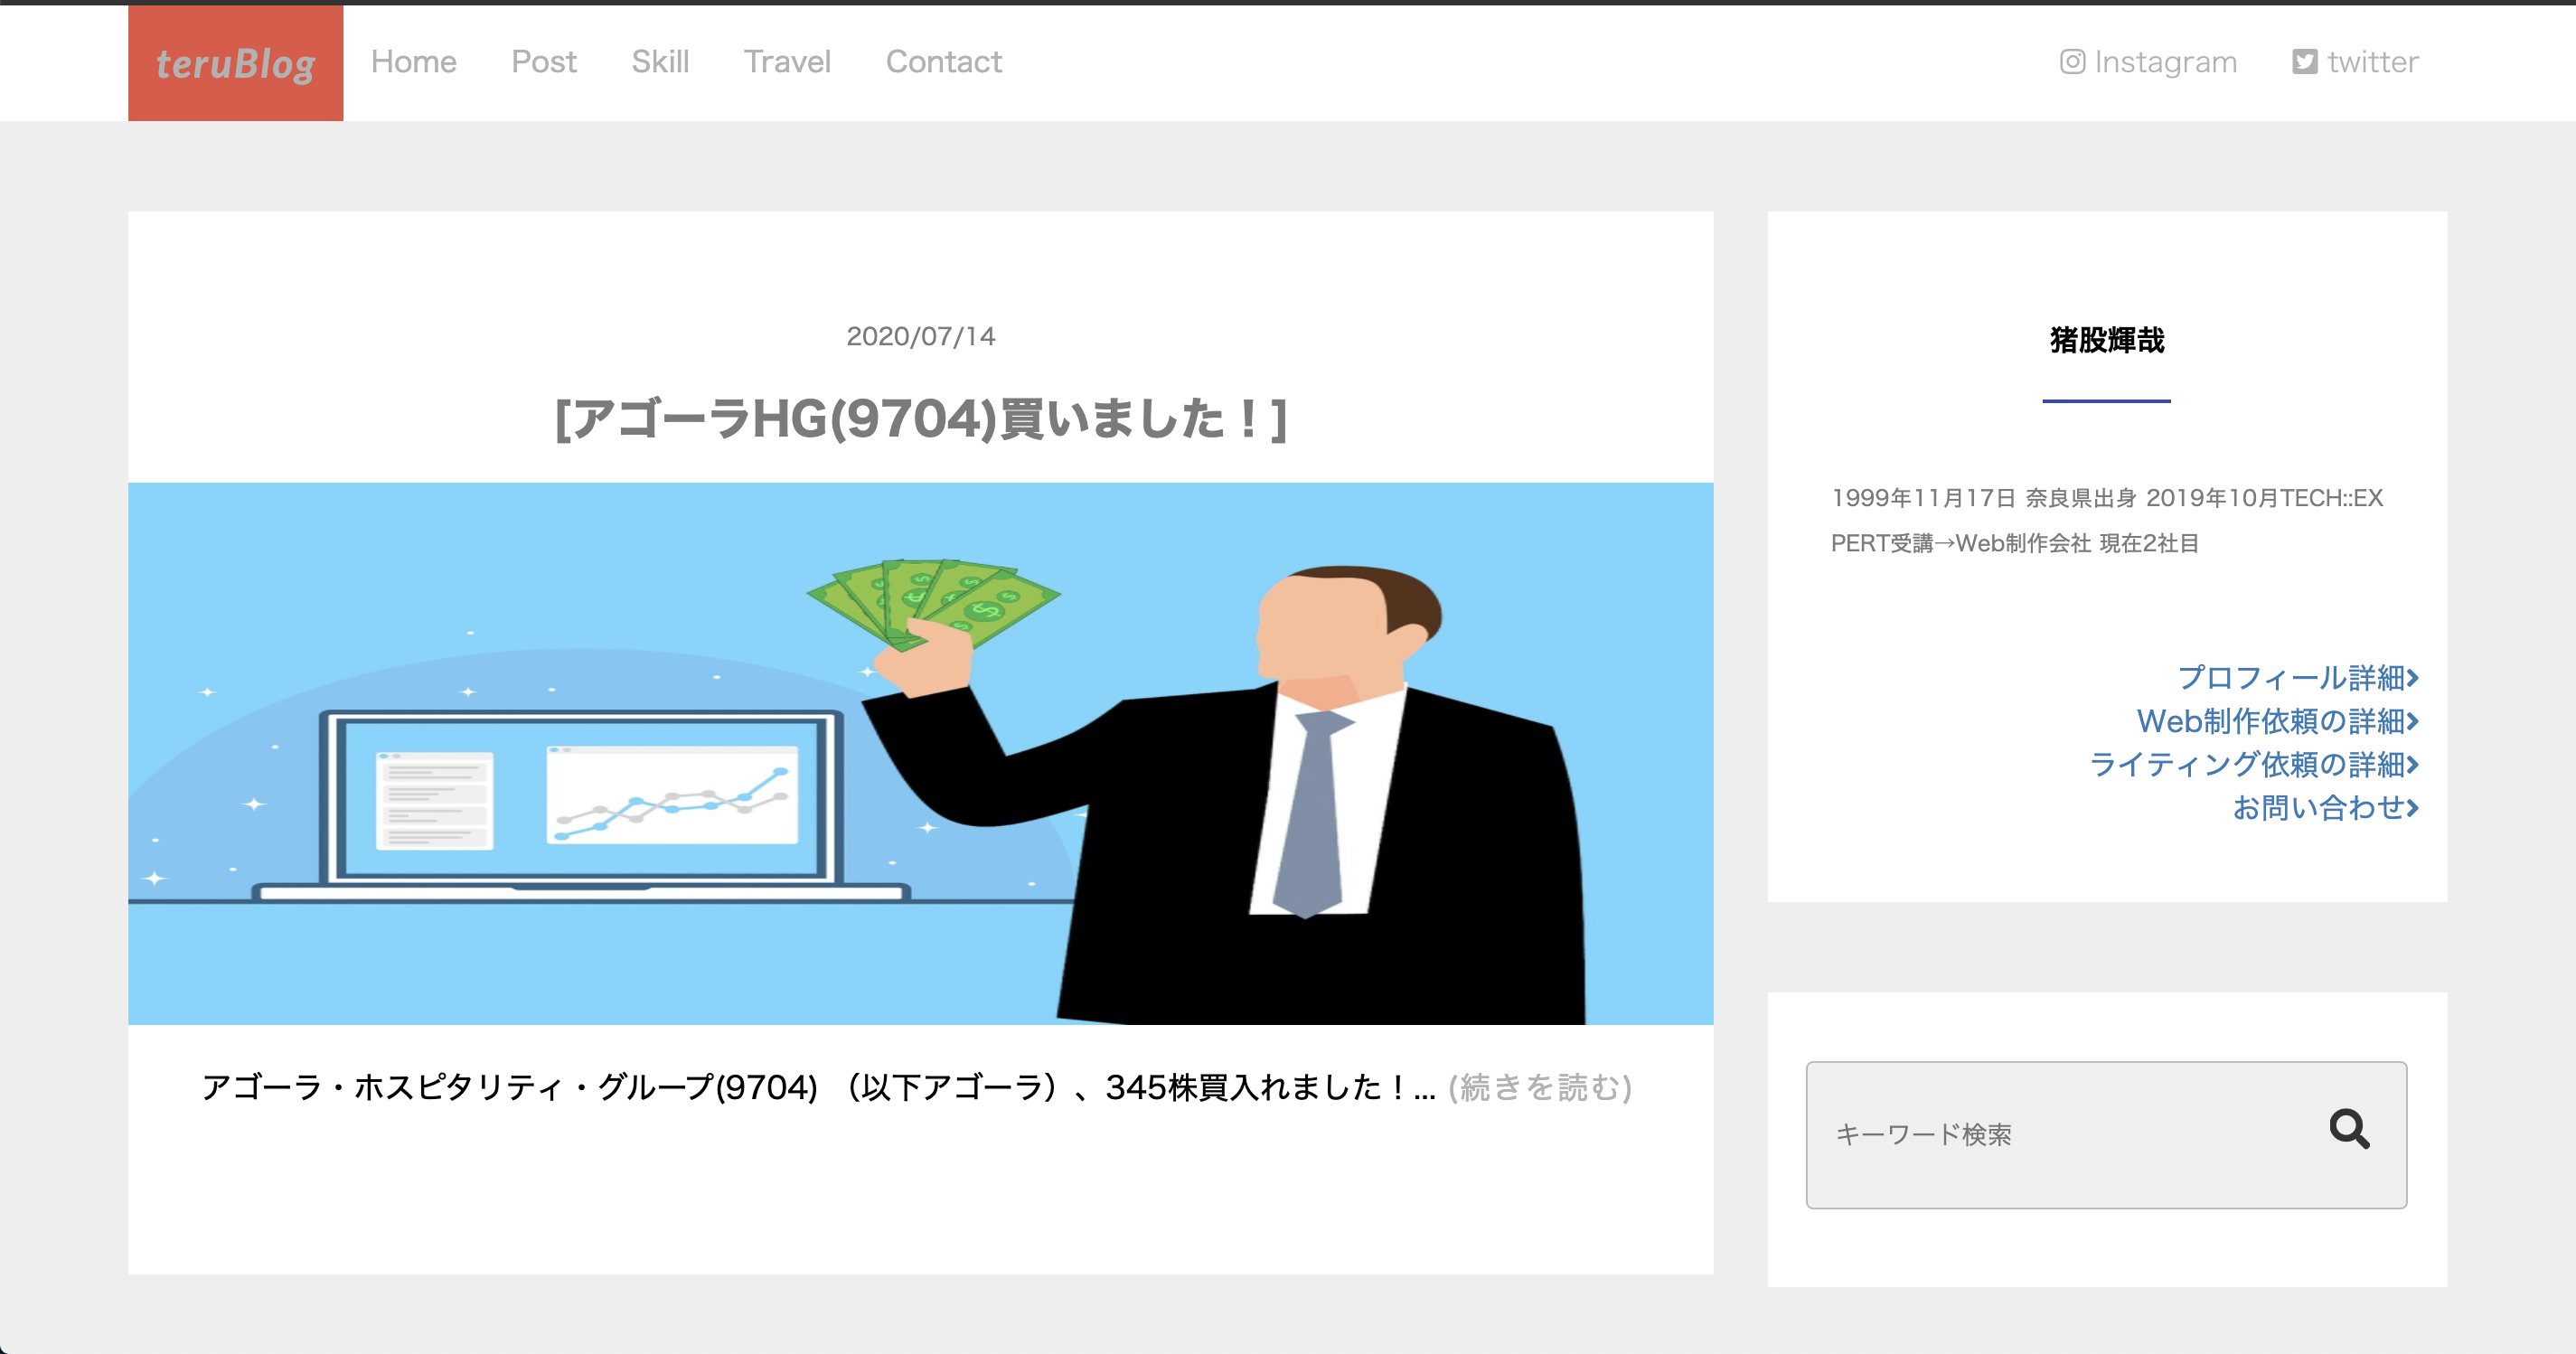 teruBlog
Home
Post
Skill
Travel
Contact
Instagram
twitter
2020/07/14
[アゴーラHG(9704)買いました！]
アゴーラ・ホスピタリティ・グループ(9704) （以下アゴーラ）、345株買入れました！... (続きを読む)
猪股輝哉
1999年11月17日 奈良県出身 2019年10月TECH::EX
PERT受講→Web制作会社 現在2社目
プロフィール詳細
Web制作依頼の詳細
ライティング依頼の詳細
お問い合わせ
キーワード検索